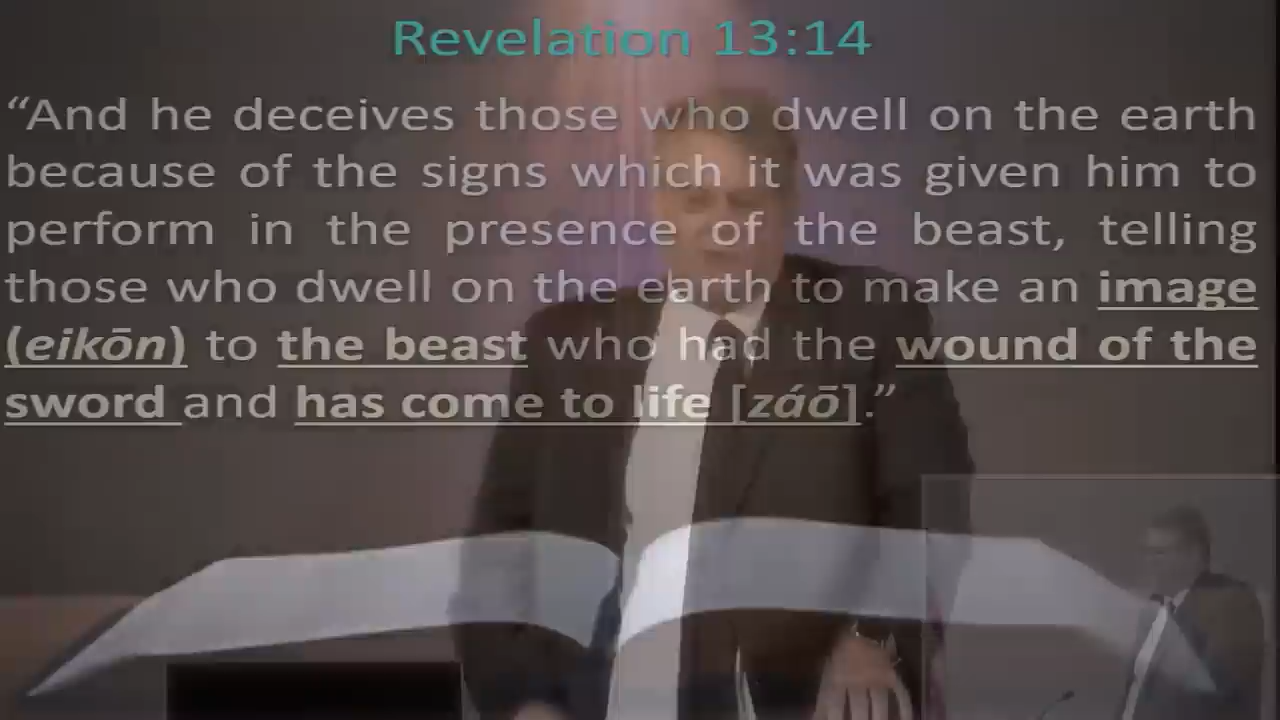 Revelation 13:14
“And he deceives those who dwell on the earth
because of the signs which it was given him to
perform in the presence of the beast, telling
those who dwell on the earth to make an image
(eikōn) to the beast who had the wound of the
sword and has come to life [záō].”